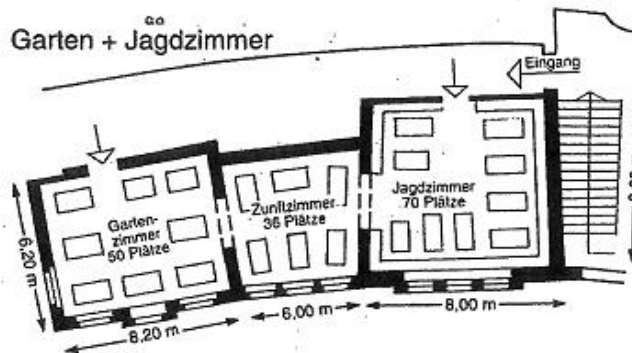 Garten + Jagdzimmer
Eingang
Garten-
zimmer
50 Plätze
Zunftzimmer
36 Plätze
Jagdzimmer
70 Plätze
6,20 m
8,20 m
6,00 m
8,00 m